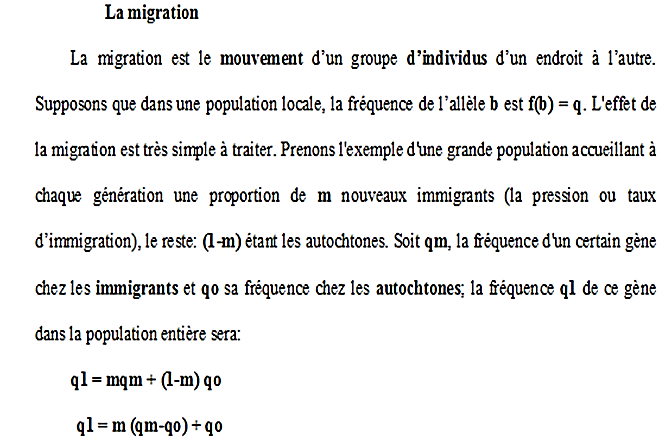 La migration
La migration est le mouvement d’un groupe d’individus d’un endroit à l’autre.
Supposons que dans une population locale, la fréquence de l’allèle b est f(b) = q. L'effet de
la migration est très simple à traiter. Prenons l'exemple d'une grande population accueillant à
chaque génération une proportion de m nouveaux immigrants (la pression ou taux
d’immigration), le reste: (1-m) étant les autochtones. Soit qm, la fréquence d'un certain gène
chez les immigrants et qo sa fréquence chez les autochtones; la fréquence q1 de ce gène
dans la population entière sera:
q1 = mqm + (1-m) qo
q1 = m (qm-qo) + qo